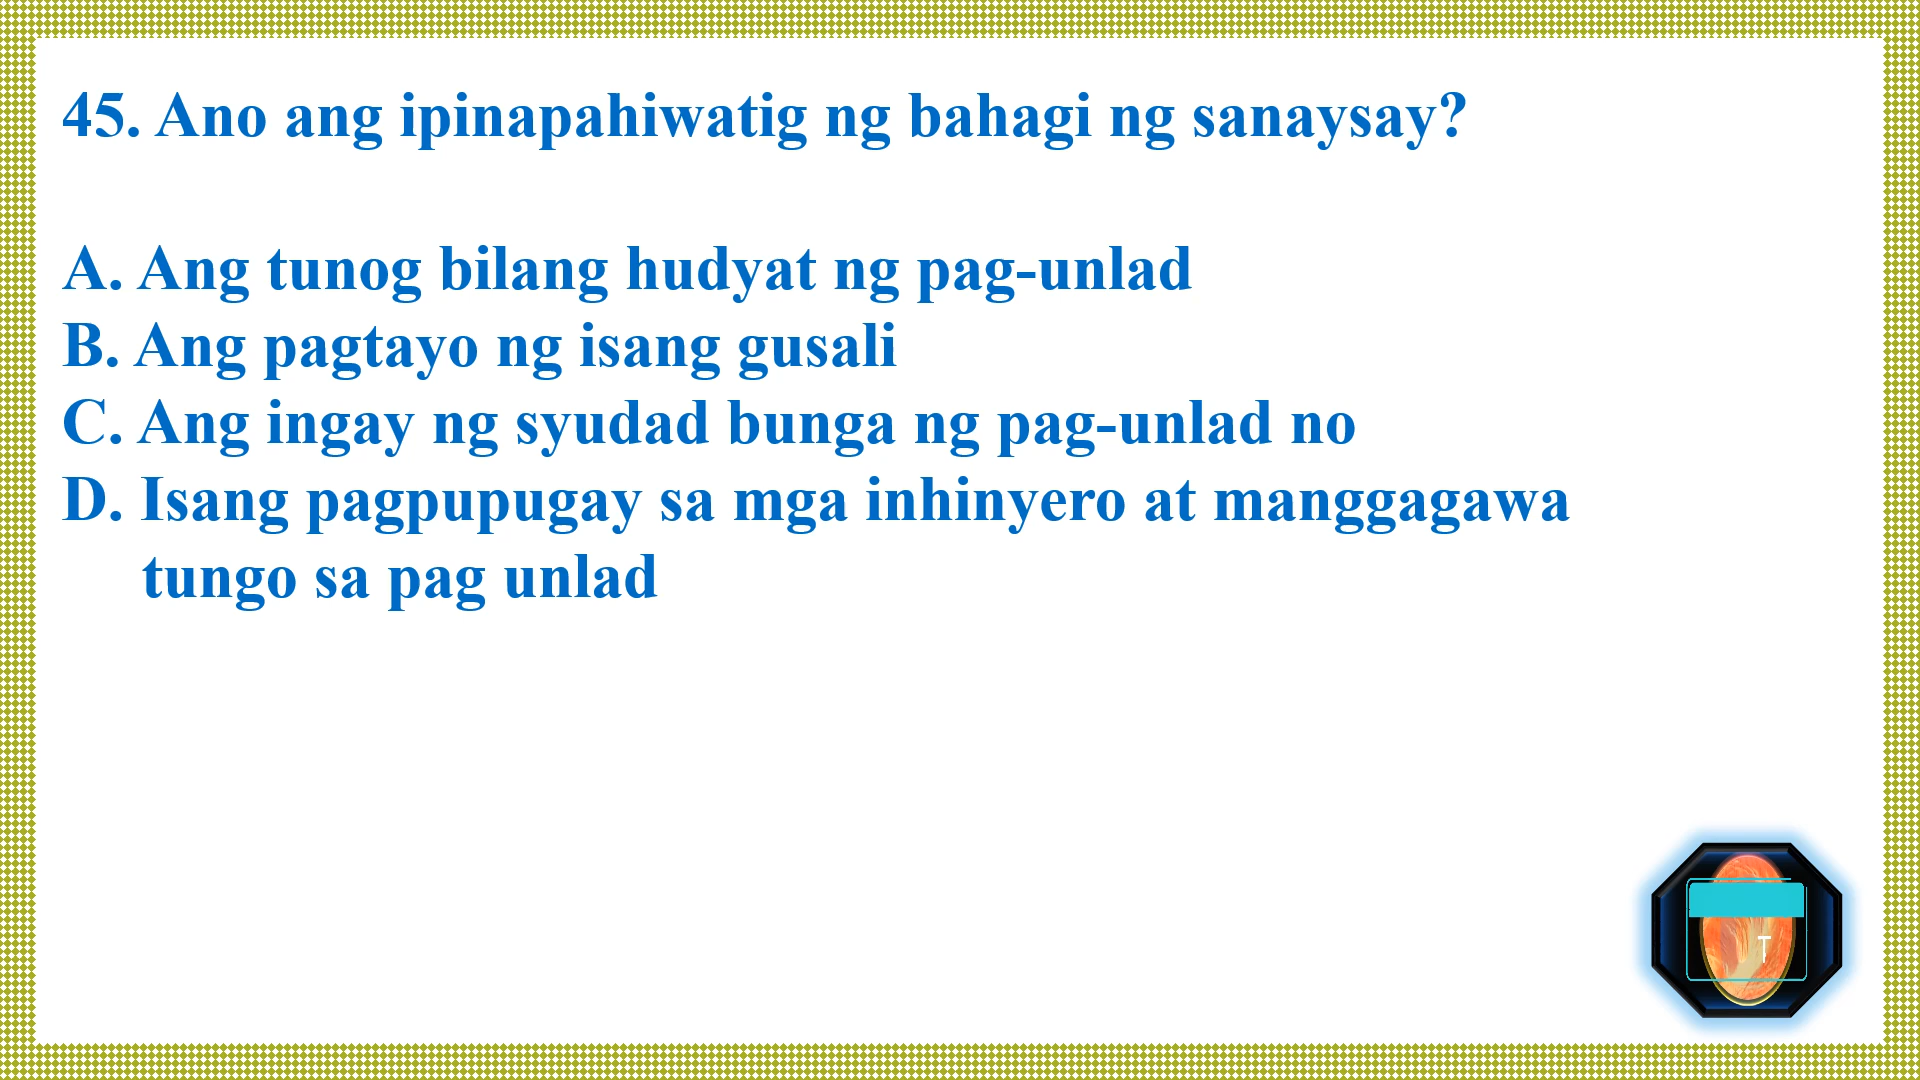 45. Ano ang ipinapahiwatig ng bahagi ng sanaysay?
A. Ang tunog bilang hudyat ng pag-unlad
B. Ang pagtayo ng isang gusali
C. Ang ingay ng syudad bunga ng pag-unlad no
D. Isang pagpupugay sa mga inhinyero at manggagawa
tungo sa pag unlad
T